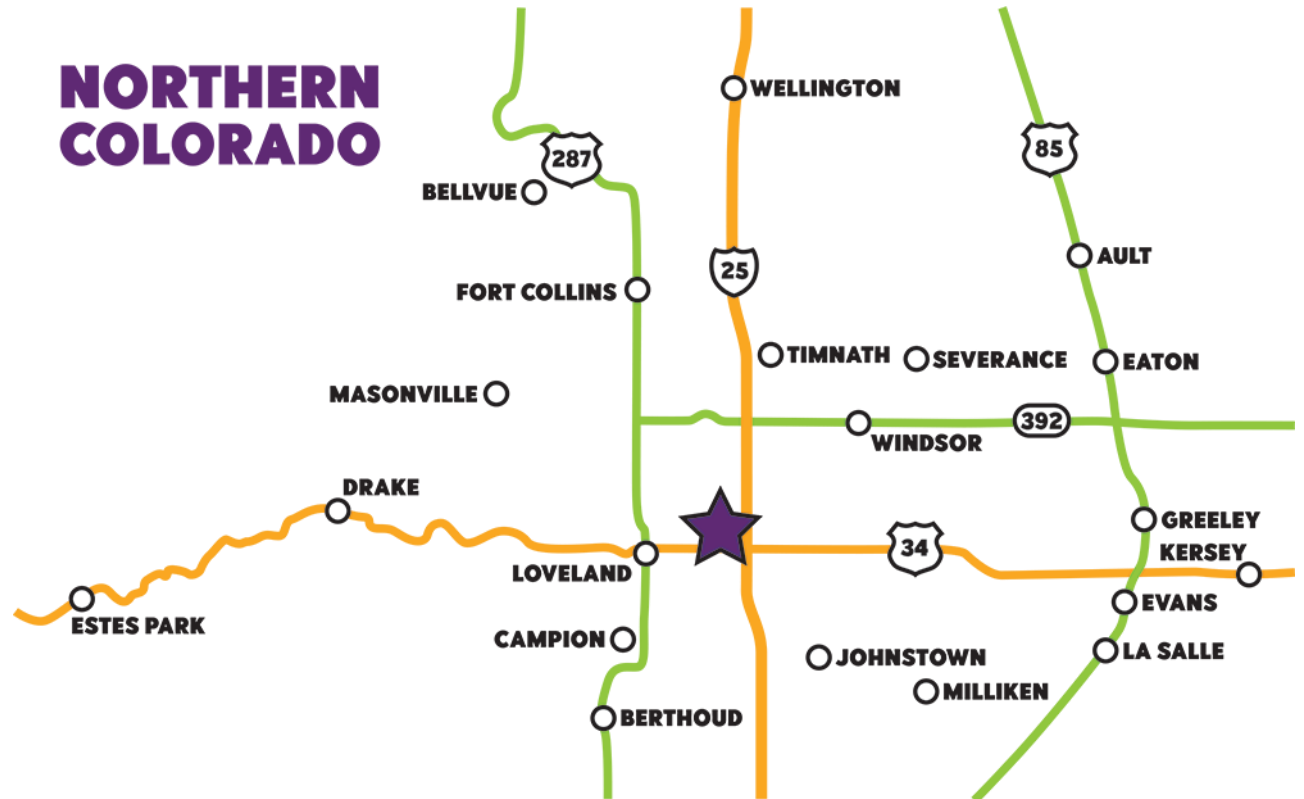 NORTHERN
COLORADO
WELLINGTON
287
85
BELLVUE
AULT
25
FORT COLLINS
TIMNATH
SEVERANCE
EATON
MASONVILLE
392
WINDSOR
DRAKE
GREELEY
34
KERSEY
LOVELAND
EVANS
ESTES PARK
CAMPION
JOHNSTOWN
LA SALLE
MILLIKEN
BERTHOUD